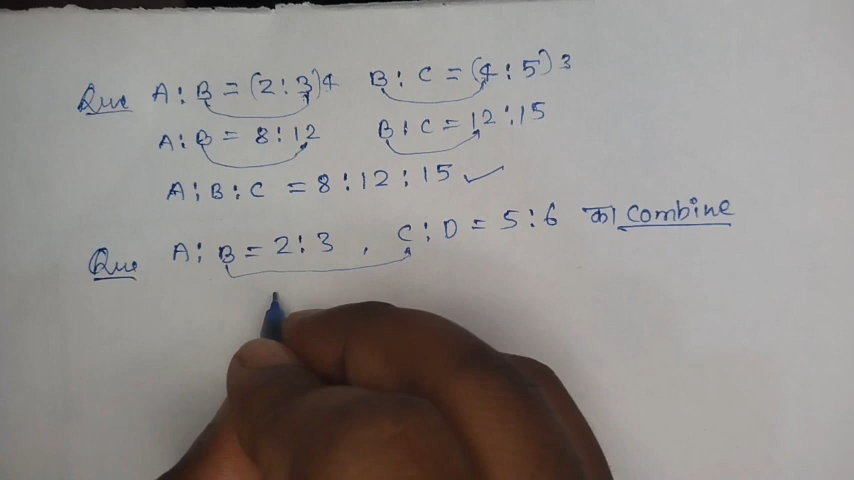 Que A:B = (2:3)4 B:C = (4:5)3
A:B = 8:12 B:C = 12:15
A:B:C = 8:12:15 ✓
Que A:B = 2:3 , C:D = 5:6 का combine